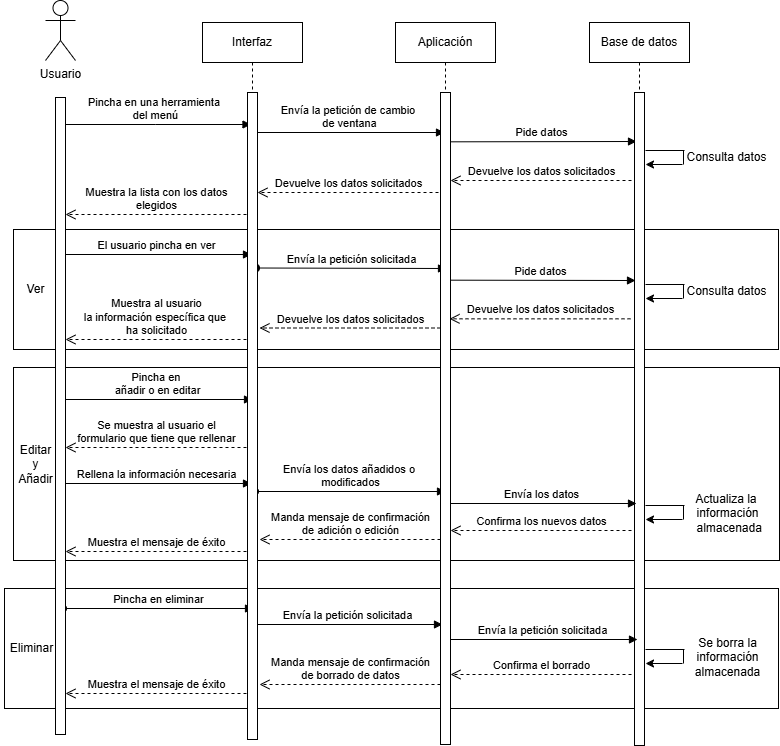 Usuario
Interfaz
Aplicación
Base de datos
Pincha en una herramienta
del menú
Envía la petición de cambio
de ventana
Pide datos
Consulta datos
Devuelve los datos solicitados
Devuelve los datos solicitados
Muestra la lista con los datos
elegidos
Ver
El usuario pincha en ver
Envía la petición solicitada
Pide datos
Consulta datos
Devuelve los datos solicitados
Devuelve los datos solicitados
Muestra al usuario
la información específica que
ha solicitado
Editar
y
Añadir
Pincha en
añadir o en editar
Se muestra al usuario el
formulario que tiene que rellenar
Rellena la información necesaria
Envía los datos añadidos o
modificados
Envía los datos
Actualiza la
información
almacenada
Confirma los nuevos datos
Manda mensaje de confirmación
de adición o edición
Muestra el mensaje de éxito
Eliminar
Pincha en eliminar
Envía la petición solicitada
Envía la petición solicitada
Se borra la
información
almacenada
Confirma el borrado
Manda mensaje de confirmación
de borrado de datos
Muestra el mensaje de éxito